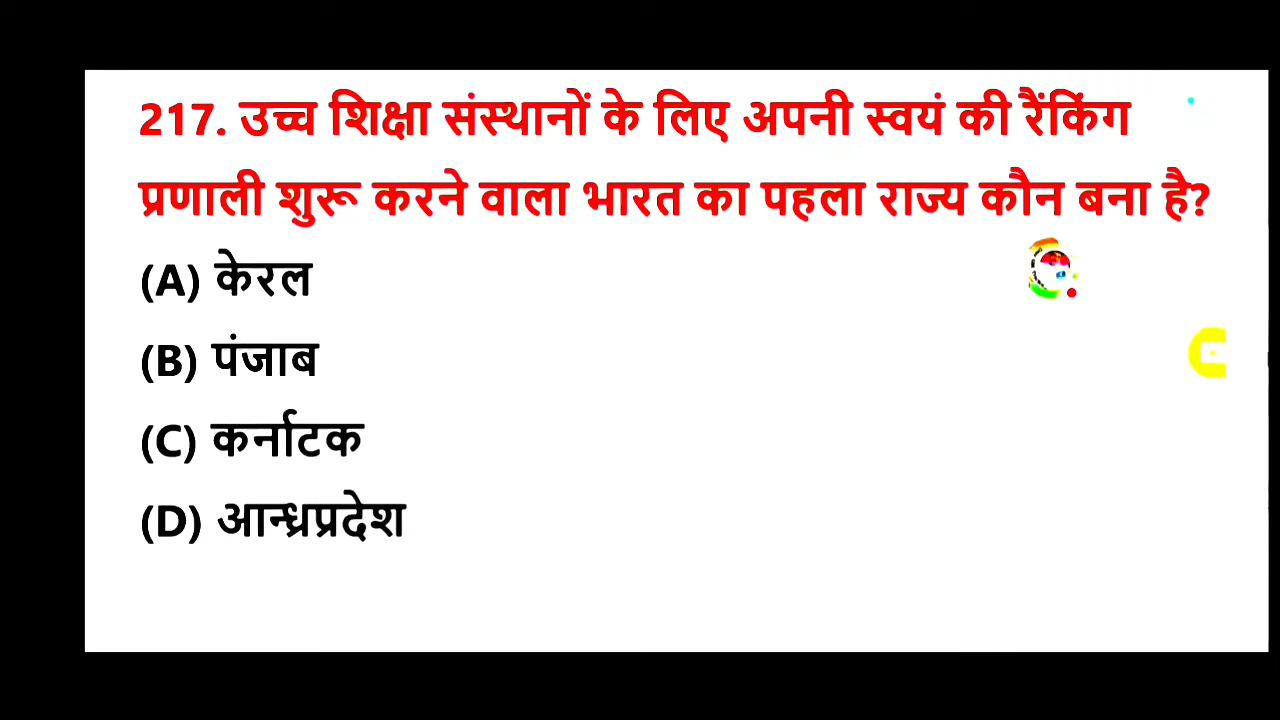 217. उच्च शिक्षा संस्थानों के लिए अपनी स्वयं की रैंकिंग
प्रणाली शुरू करने वाला भारत का पहला राज्य कौन बना है?
(A) केरल
(B) पंजाब
(C) कर्नाटक
(D) आन्ध्रप्रदेश